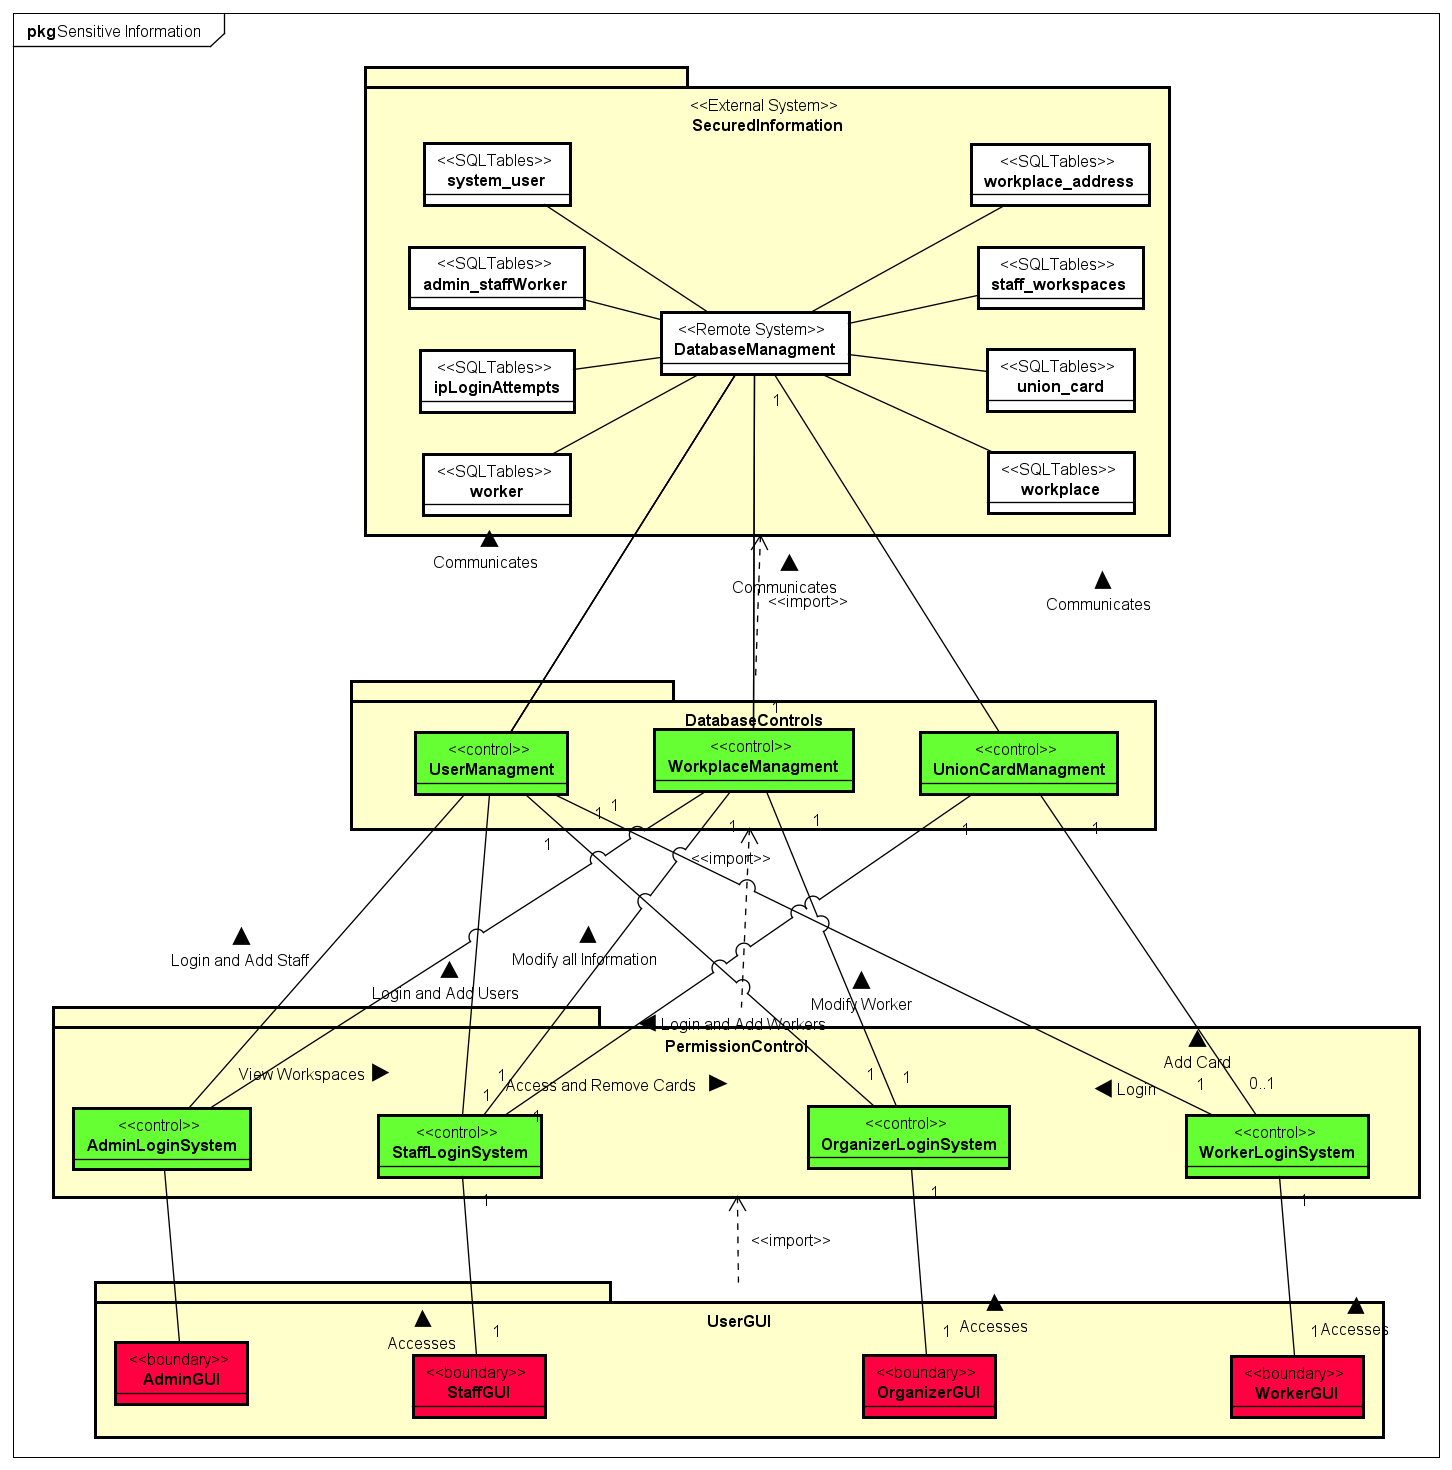 pkg Sensitive Information
<<External System>>
SecuredInformation
<<SQLTables>>
system_user
<<SQLTables>>
workplace_address
<<SQLTables>>
admin_staffWorker
<<SQLTables>>
staff_workspaces
<<Remote System>>
DatabaseManagment
<<SQLTables>>
ipLoginAttempts
<<SQLTables>>
union_card
1
<<SQLTables>>
worker
<<SQLTables>>
workplace
Communicates
Communicates
<<import>>
Communicates
1
DatabaseControls
<<control>>
UserManagment
<<control>>
WorkplaceManagment
<<control>>
UnionCardManagment
1
1
1
1
1
1
1
<<import>>
Login and Add Staff
Modify all Information
Login and Add Users
Modify Worker
Login and Add Workers
PermissionControl
Add Card
View Workspaces
Access and Remove Cards
Login
1
1
1
1
0..1
1
1
1
<<control>>
AdminLoginSystem
<<control>>
StaffLoginSystem
<<control>>
OrganizerLoginSystem
<<control>>
WorkerLoginSystem
1
1
1
<<import>>
UserGUI
Accesses
Accesses
Accesses
1
1
1
<<boundary>>
AdminGUI
<<boundary>>
StaffGUI
<<boundary>>
OrganizerGUI
<<boundary>>
WorkerGUI